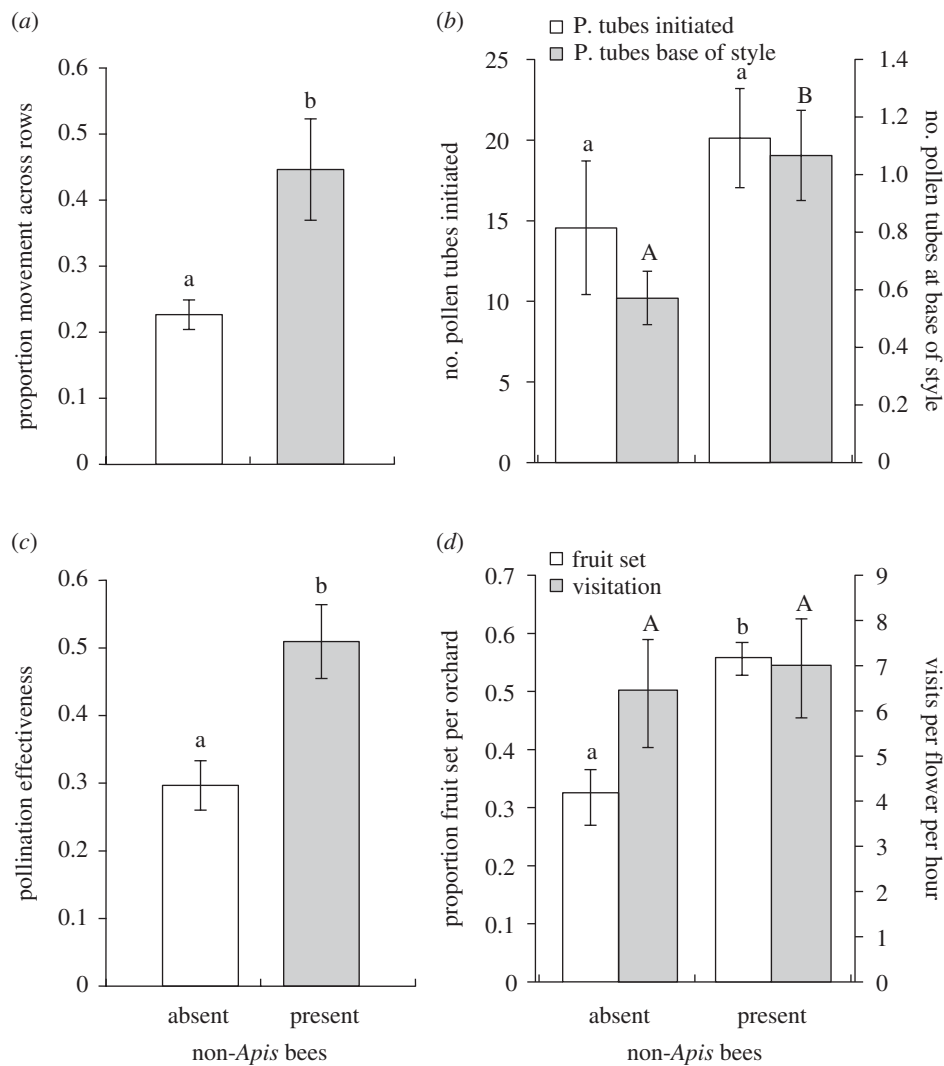 (a)
proportion movement across rows
0.6
0.5
0.4
0.3
0.2
0.1
0
a
b
(b)
P. tubes initiated
P. tubes base of style
no. pollen tubes initiated
25
20
15
10
5
0
a
A
a
B
1.4
1.2
1.0
0.8
0.6
0.4
0.2
0
no. pollen tubes at base of style
(c)
pollination effectiveness
0.6
0.5
0.4
0.3
0.2
0.1
0
a
b
absent present
non-Apis bees
(d)
fruit set
visitation
proportion fruit set per orchard
0.7
0.6
0.5
0.4
0.3
0.2
0.1
0
a
A
b
A
9
8
7
6
5
4
3
2
1
0
visits per flower per hour
absent present
non-Apis bees